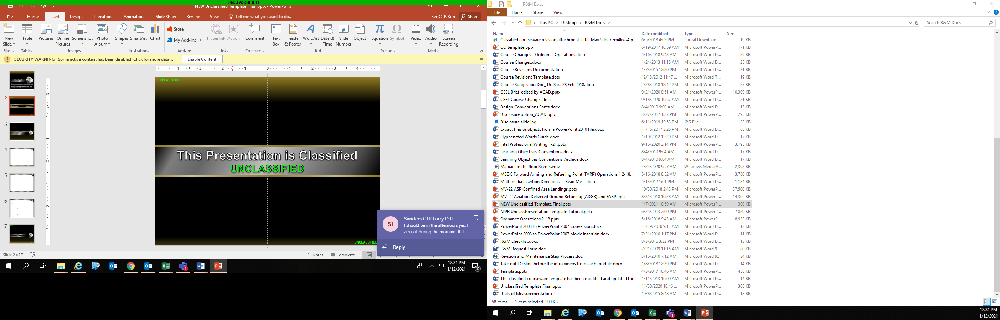 UNCLASSIFIED
NEW Unclassified Template FInal.pptx - PowerPoint
File Home Insert Design Transitions Animations Slide Show Review View Tell me what you want to do... Rex CTR Kim Share
New Slide Table Pictures Online Pictures Screenshot Photo Album Shapes SmartArt Chart Store My Add-ins Hyperlink Action Comment Text Box Header & Footer WordArt Date & Time Slide Number Object Equation Symbol Video Audio Screen Recording
Slides Tables Images Illustrations Add-ins Links Comments Text Symbols Media
SECURITY WARNING Some active content has been disabled. Click for more details. Enable Content
4 3 2 1 0 1 2 3 4
3 2 1 0 1 2 3
1
2
3
4
5
6
7
UNCLASSIFIED
This Presentation is Classified
UNCLASSIFIED
UNCLASSIFIED
SI
Sanders CTR Larry D II
I should be in the afternoon, yes. I
am out during the morning. If it...
Reply
Slide 2 of 7 Notes Comments
12:31 PM
1/12/2021
1
2
R&M Docs
File Home Share View
This PC Desktop R&M Docs Search R&M Docs
Name Date modified Type Size
Classified courseware revision attachment letter.May7.docx.zm4kwz4.p... 6/5/2018 4:02 PM Partial Download 19 KB
CO template.pptx 6/19/2017 10:59 AM Microsoft PowerP... 171 KB
Course Changes - Ordnance Operations.docx 5/16/2018 9:43 AM Microsoft Word D... 29 KB
Course Changes.docx 1/24/2013 11:15 AM Microsoft Word D... 25 KB
Course Revisions Document.docx 1/7/2015 12:20 PM Microsoft Word D... 31 KB
Course Revisions Template.dotx 12/18/2012 11:47 ... Microsoft Word T... 19 KB
Course Suggestion Doc_ Dr. Sara 28 Feb 2018.docx 2/28/2018 12:42 PM Microsoft Word D... 27 KB
CSEL Brief_edited by ACAD.pptx 9/21/2020 8:51 AM Microsoft PowerP... 10,309 KB
CSEL Course Changes.docx 9/18/2020 10:57 AM Microsoft Word D... 21 KB
Design Conventions Fonts.docx 8/4/2010 9:00 AM Microsoft Word D... 13 KB
Disclosure option_ACAD.pptx 3/27/2017 1:37 PM Microsoft PowerP... 295 KB
Disclosure slide.jpg 6/11/2019 12:53 PM JPG File 122 KB
Extract files or objects from a PowerPoint 2010 file.docx 11/15/2017 3:25 PM Microsoft Word D... 68 KB
Hyphenated Words Guide.docx 1/10/2012 12:29 PM Microsoft Word D... 17 KB
Intel Professional Writing 1-21.pptx 9/16/2020 3:14 PM Microsoft PowerP... 3,195 KB
Learning Objectives Conventions.docx 8/4/2010 9:04 AM Microsoft Word D... 17 KB
Learning Objectives Conventions_Archive.docx 8/4/2010 9:04 AM Microsoft Word D... 17 KB
Maniac on the floor Scene.wmv 4/24/2020 9:57 AM Windows Media A... 2,392 KB
MEOC Forward Arming and Refueling Point (FARP) Operations 1 2-18.... 5/16/2018 8:52 AM Microsoft PowerP... 3,760 KB
Multimedia Insertion Directions --Read Me--.docx 5/1/2012 1:01 PM Microsoft Word D... 1,184 KB
MV-22 ASP Confined Area Landings.pptx 10/30/2018 2:43 PM Microsoft PowerP... 37,500 KB
MV-22 Aviation Delivered Ground Refueling (ADGR) and FARP.pptx 8/31/2018 10:28 AM Microsoft PowerP... 14,306 KB
NEW Unclassified Template FInal.pptx 1/7/2021 10:59 AM Microsoft PowerP... 300 KB
NIPR UnclassPresentation Template Tutorial.pptx 6/25/2013 2:00 PM Microsoft PowerP... 7,829 KB
Ordnance Operations 2-18.pptx 5/16/2018 9:43 AM Microsoft PowerP... 8,932 KB
PowerPoint 2003 to PowerPoint 2007 Conversion.docx 11/19/2010 9:11 AM Microsoft Word D... 13 KB
PowerPoint 2003 to PowerPoint 2007 Movie Insertion.docx 7/21/2010 1:17 PM Microsoft Word D... 11 KB
R&M checklist.docx 8/3/2016 3:32 PM Microsoft Word D... 15 KB
R&M Request Form.doc 7/21/2009 11:15 AM Microsoft Word 9... 80 KB
Revision and Maintenance Step Process.doc 3/16/2010 7:12 AM Microsoft Word 9... 34 KB
Take out LO slide before the intro videos from each module.docx 1/8/2018 12:39 PM Microsoft Word D... 14 KB
Template.pptx 4/3/2017 10:46 AM Microsoft PowerP... 458 KB
The classified courseware template has been modified and updated for... 1/11/2013 10:00 AM Microsoft Word D... 14 KB
Unclassified Template Final.pptx 11/30/2020 10:46 ... Microsoft PowerP... 308 KB
Units of Measurement.docx 10/8/2015 8:48 AM Microsoft Word D... 18 KB
58 items 1 item selected 299 KB
1
12:31 PM
1/12/2021